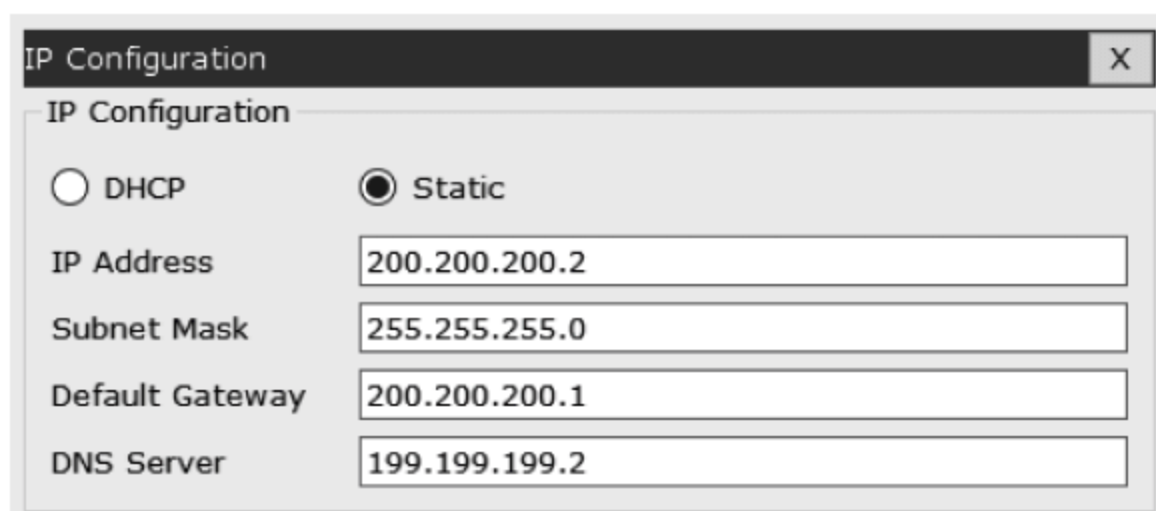 IP Configuration X
IP Configuration
DHCP Static
IP Address 200.200.200.2
Subnet Mask 255.255.255.0
Default Gateway 200.200.200.1
DNS Server 199.199.199.2